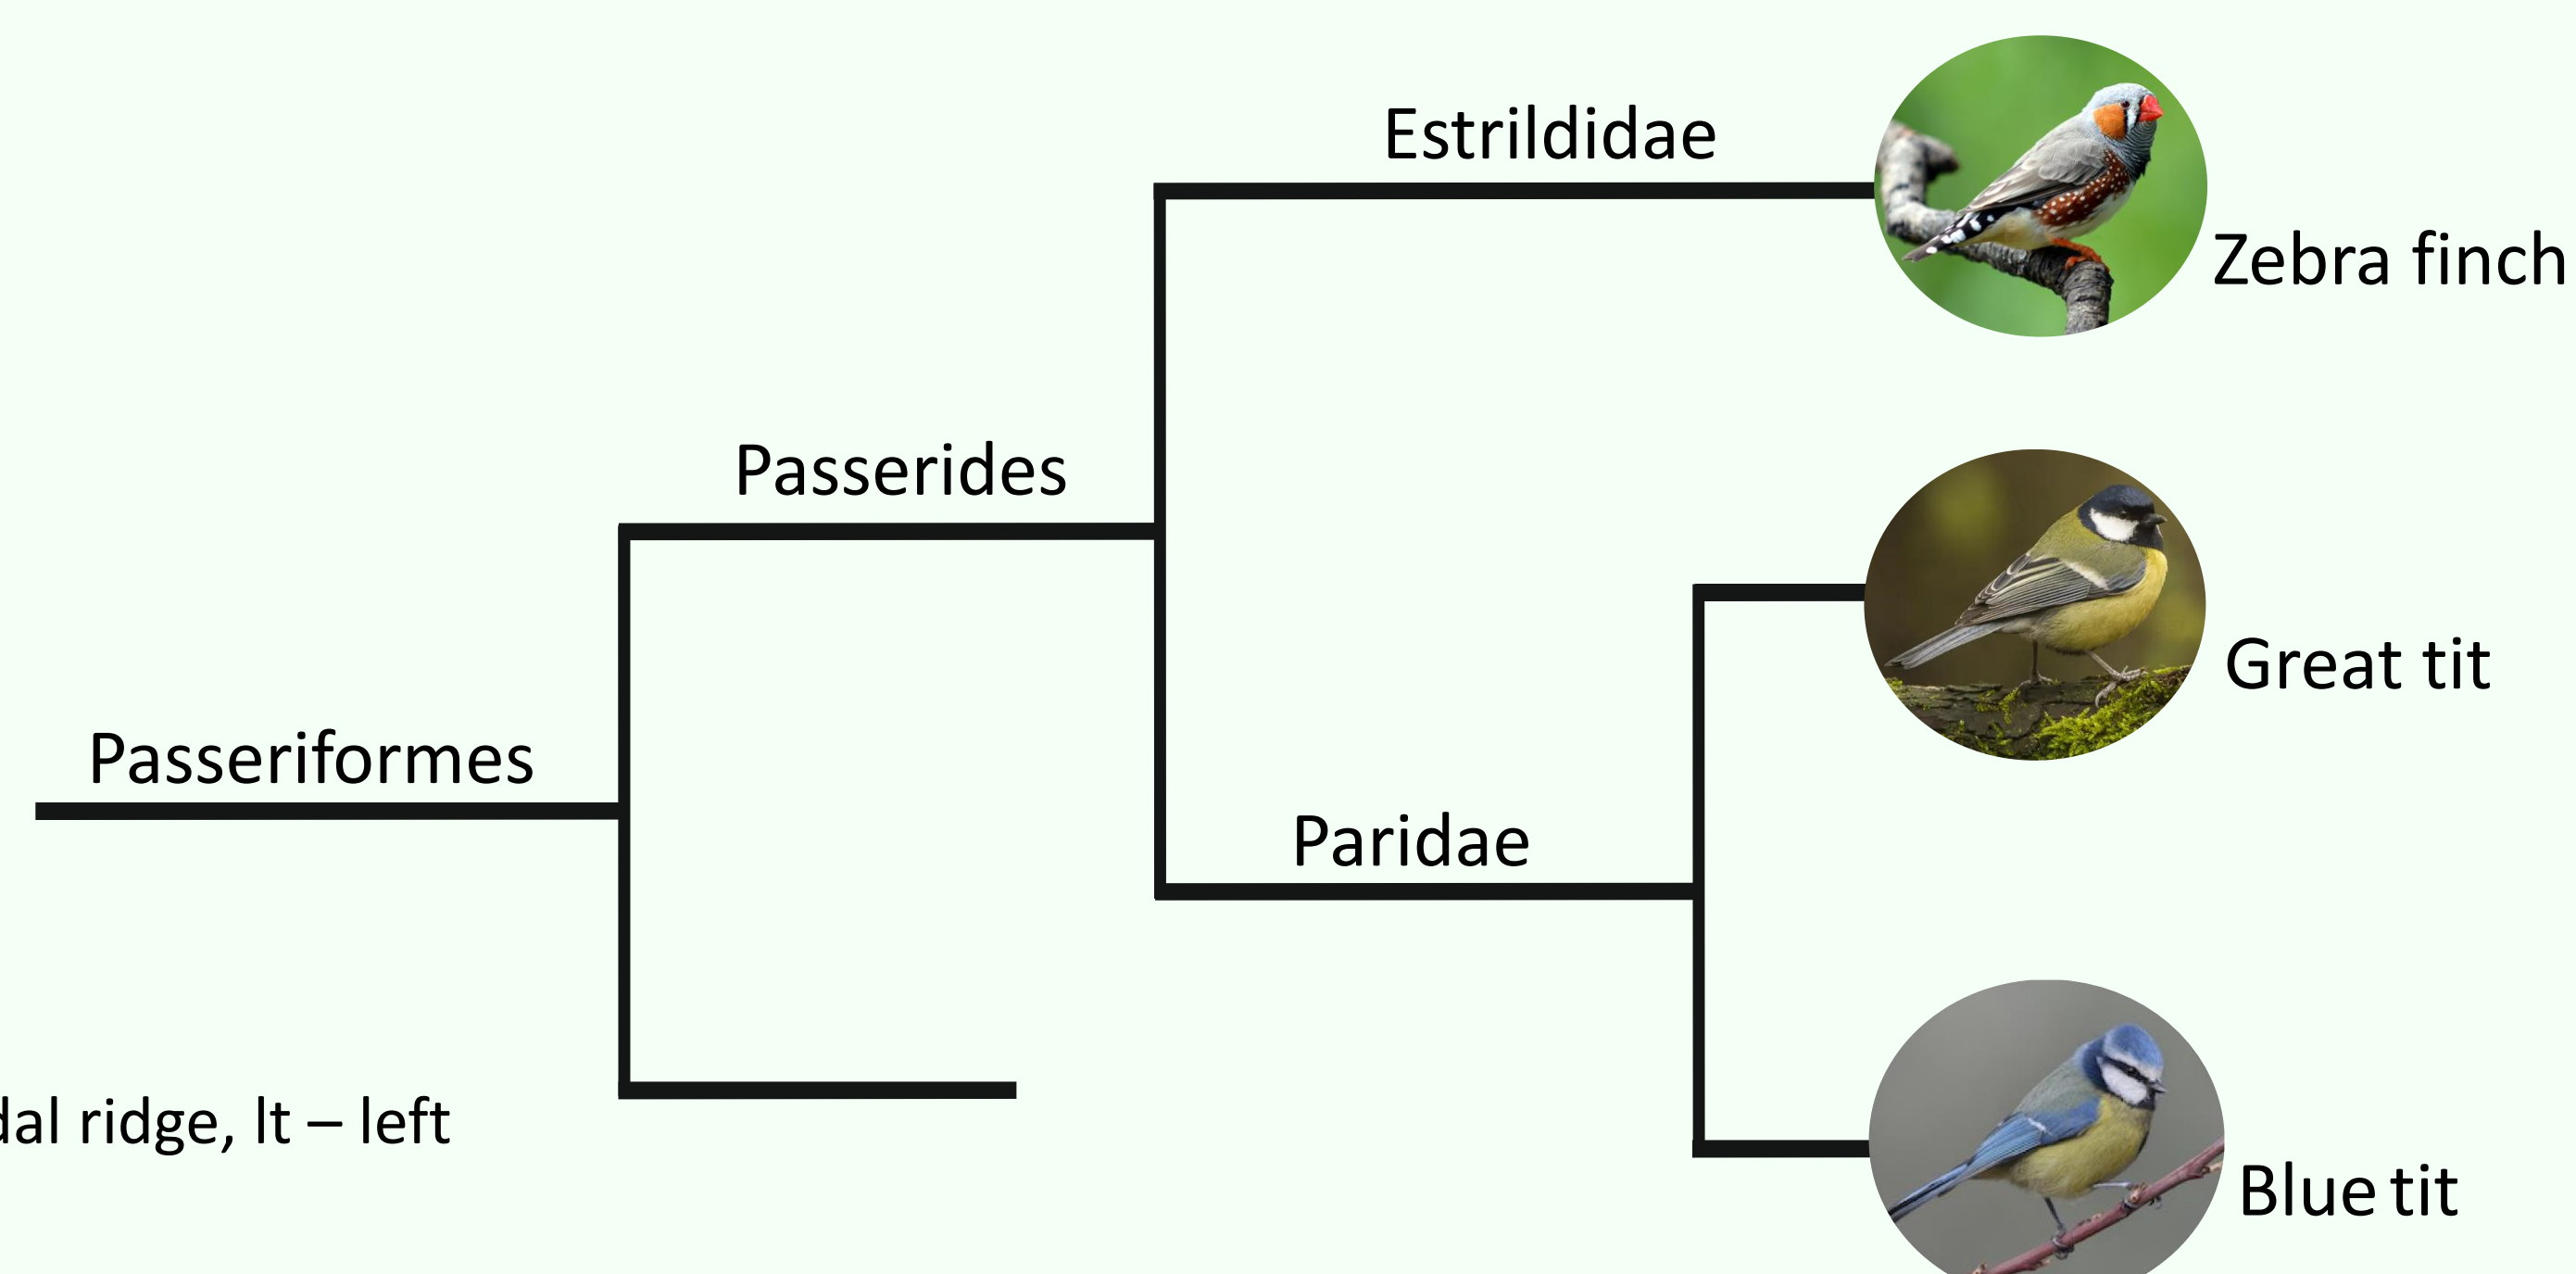 Estrildidae
Zebra finch
Passerides
Great tit
Passeriformes
Paridae
ridge, lt – left
Blue tit